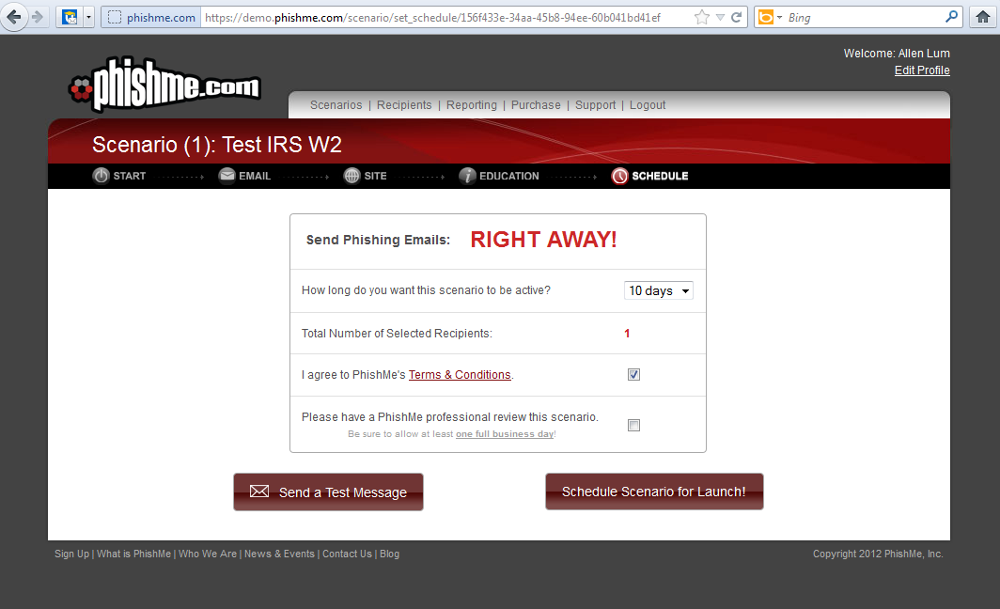 phishme.com
https://demo.phishme.com/scenario/set_schedule/156f433e-34aa-45b8-94ee-60b041bd41ef
Bing
Welcome: Allen Lum
Edit Profile
phishme.com
Scenarios | Recipients | Reporting | Purchase | Support | Logout
Scenario (1): Test IRS W2
START EMAIL SITE EDUCATION SCHEDULE
Send Phishing Emails: RIGHT AWAY!
How long do you want this scenario to be active? 10 days
Total Number of Selected Recipients: 1
I agree to PhishMe's Terms & Conditions.
Please have a PhishMe professional review this scenario.
Be sure to allow at least one full business day!
Send a Test Message
Schedule Scenario for Launch!
Sign Up | What is PhishMe | Who We Are | News & Events | Contact Us | Blog
Copyright 2012 PhishMe, Inc.